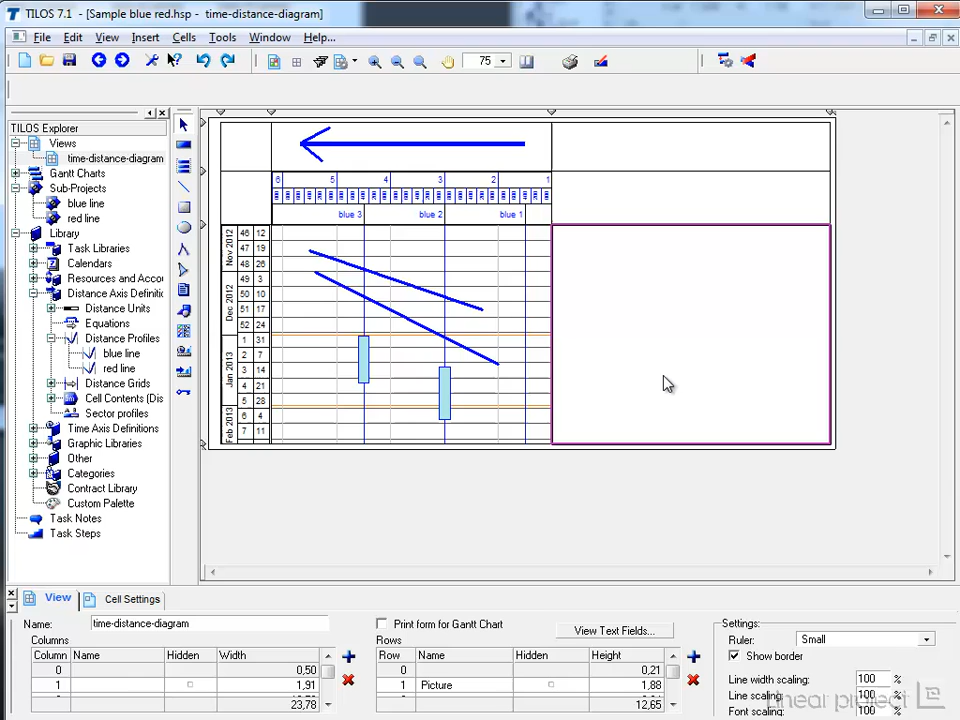 TILOS 7.1 - [Sample blue red.hsp - time-distance-diagram]
File Edit View Insert Cells Tools Window Help...
75
TILOS Explorer
Views
time-distance-diagram
Gantt Charts
Sub-Projects
blue line
red line
Library
Task Libraries
Calendars
Resources and Acco
Distance Axis Definiti
Distance Units
Equations
Distance Profiles
blue line
red line
Distance Grids
Cell Contents (Dis
Sector profiles
Time Axis Definitions
Graphic Libraries
Other
Categories
Contract Library
Custom Palette
Task Notes
Task Steps
6 5 4 3 2 1
blue 3 blue 2 blue 1
Nov 2012
46 12
47 19
48 26
Dec 2012
49 3
50 10
51 17
52 24
Jan 2013
1 31
2 7
3 14
4 21
5 28
Feb 2013
6 4
7 11
View Cell Settings
Name: time-distance-diagram
Columns
Column Name Hidden Width
0 0,50
1 1,91
23,78
Print form for Gantt Chart
View Text Fields...
Rows
Row Name Hidden Height
0 0,21
1 Picture 1,88
12,65
Settings:
Ruler: Small
Show border
Line width scaling: 100 %
Line scaling: 100 %
Font scaling: 100 %
linear project